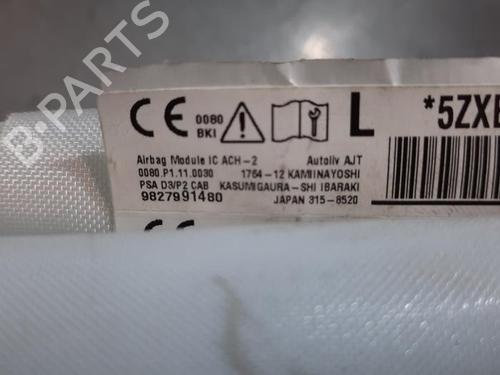 B-PARTS
CE 0080 BKI L *5ZXE
Airbag Module IC ACH-2 Autoliv AJT
0080.P1.11.0030 1764-12 KAMIINAYOSHI
PSA D3/P2 CAB KASUMIGAURA-SHI IBARAKI
9827991480 JAPAN 315-8520